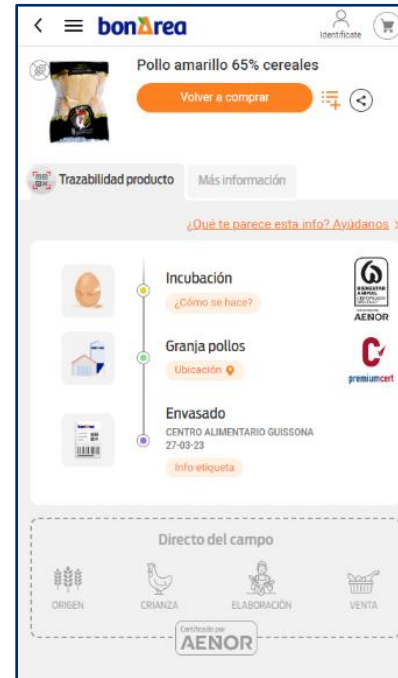 bonÀrea
Identifícate
Pollo amarillo 65% cereales
Volver a comprar
Trazabilidad producto
Más información
¿Qué te parece esta info? Ayúdanos
Incubación
¿Cómo se hace?
BIENESTAR
ANIMAL
AENOR
Granja pollos
Ubicación
premiumcert
Envasado
CENTRO ALIMENTARIO GUISSONA
27-03-23
Info etiqueta
Directo del campo
ORIGEN
CRIANZA
ELABORACIÓN
VENTA
Certificado por
AENOR